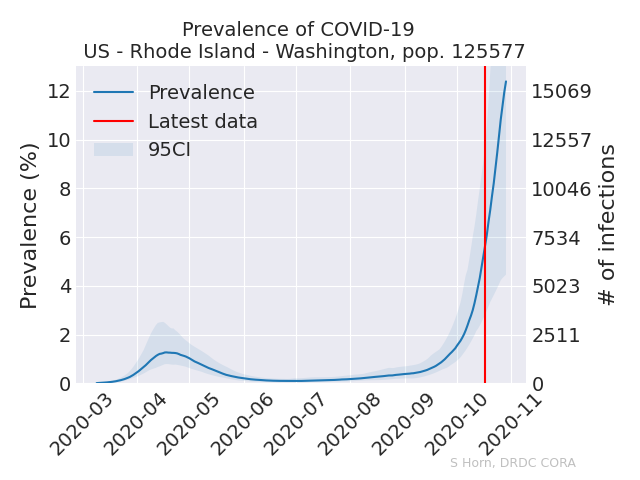 Prevalence of COVID-19
US - Rhode Island - Washington, pop. 125577
Prevalence (%)
12
10
8
6
4
2
0
Prevalence
Latest data
95CI
15069
12557
10046
7534
5023
2511
0
# of infections
2020-03
2020-04
2020-05
2020-06
2020-07
2020-08
2020-09
2020-10
2020-11
S Horn, DRDC CORA